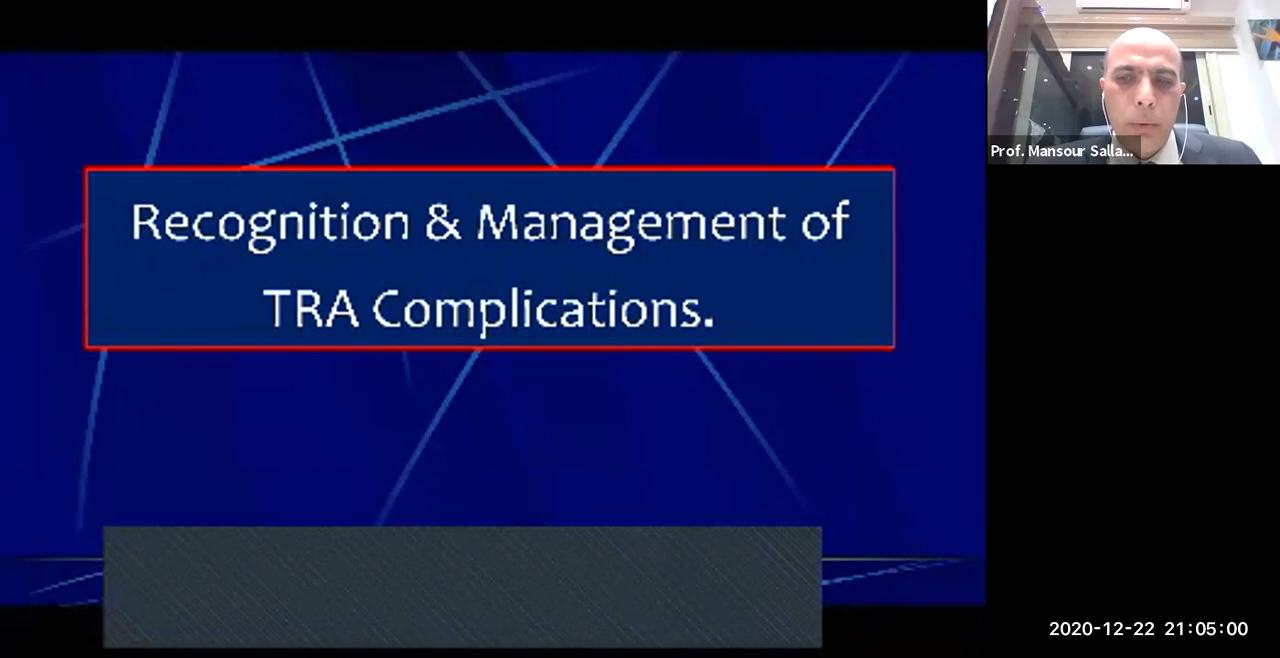 Recognition & Management of
TRA Complications.
Prof. Mansour Salla...
2020-12-22 21:05:00